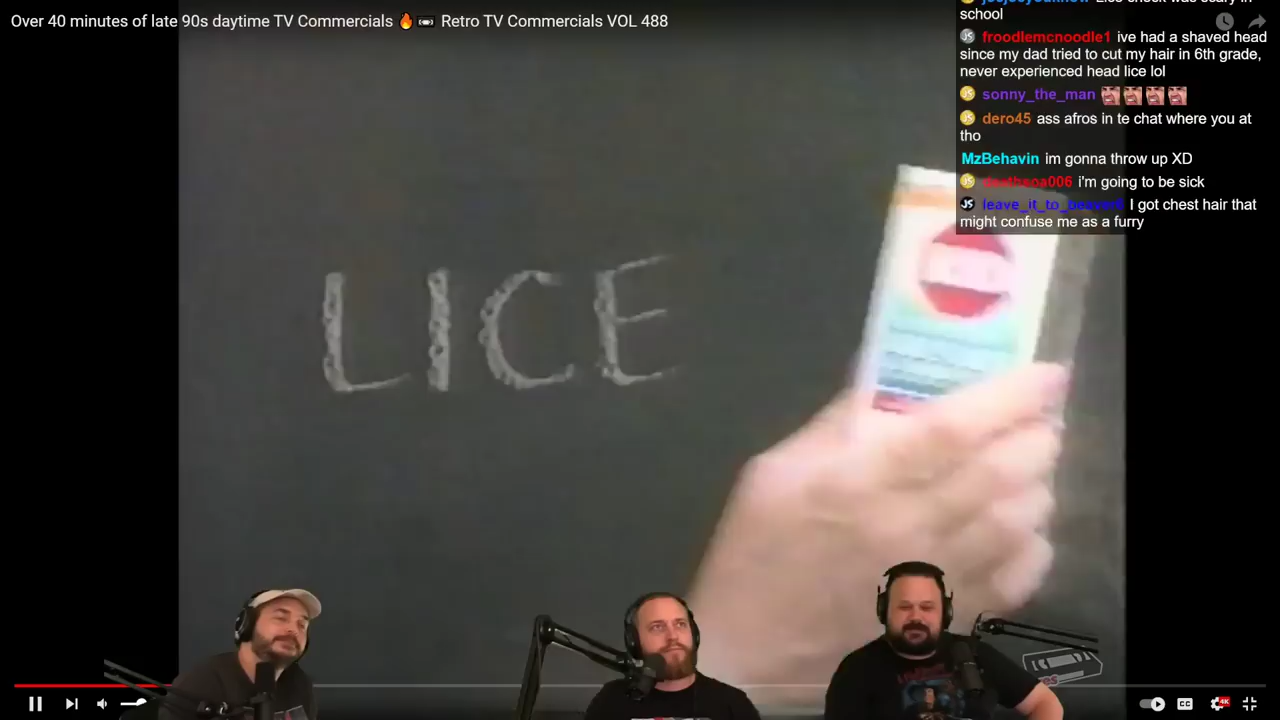 Over 40 minutes of late 90s daytime TV Commercials 🔥📼 Retro TV Commercials VOL 488
school
froodlemcnoodle1 ive had a shaved head
since my dad tried to cut my hair in 6th grade,
never experienced head lice lol
sonny_the_man
dero45 ass afros in te chat where you at
tho
MzBehavin im gonna throw up XD
i'm going to be sick
I got chest hair that
might confuse me as a furry
LICE
CC
4K